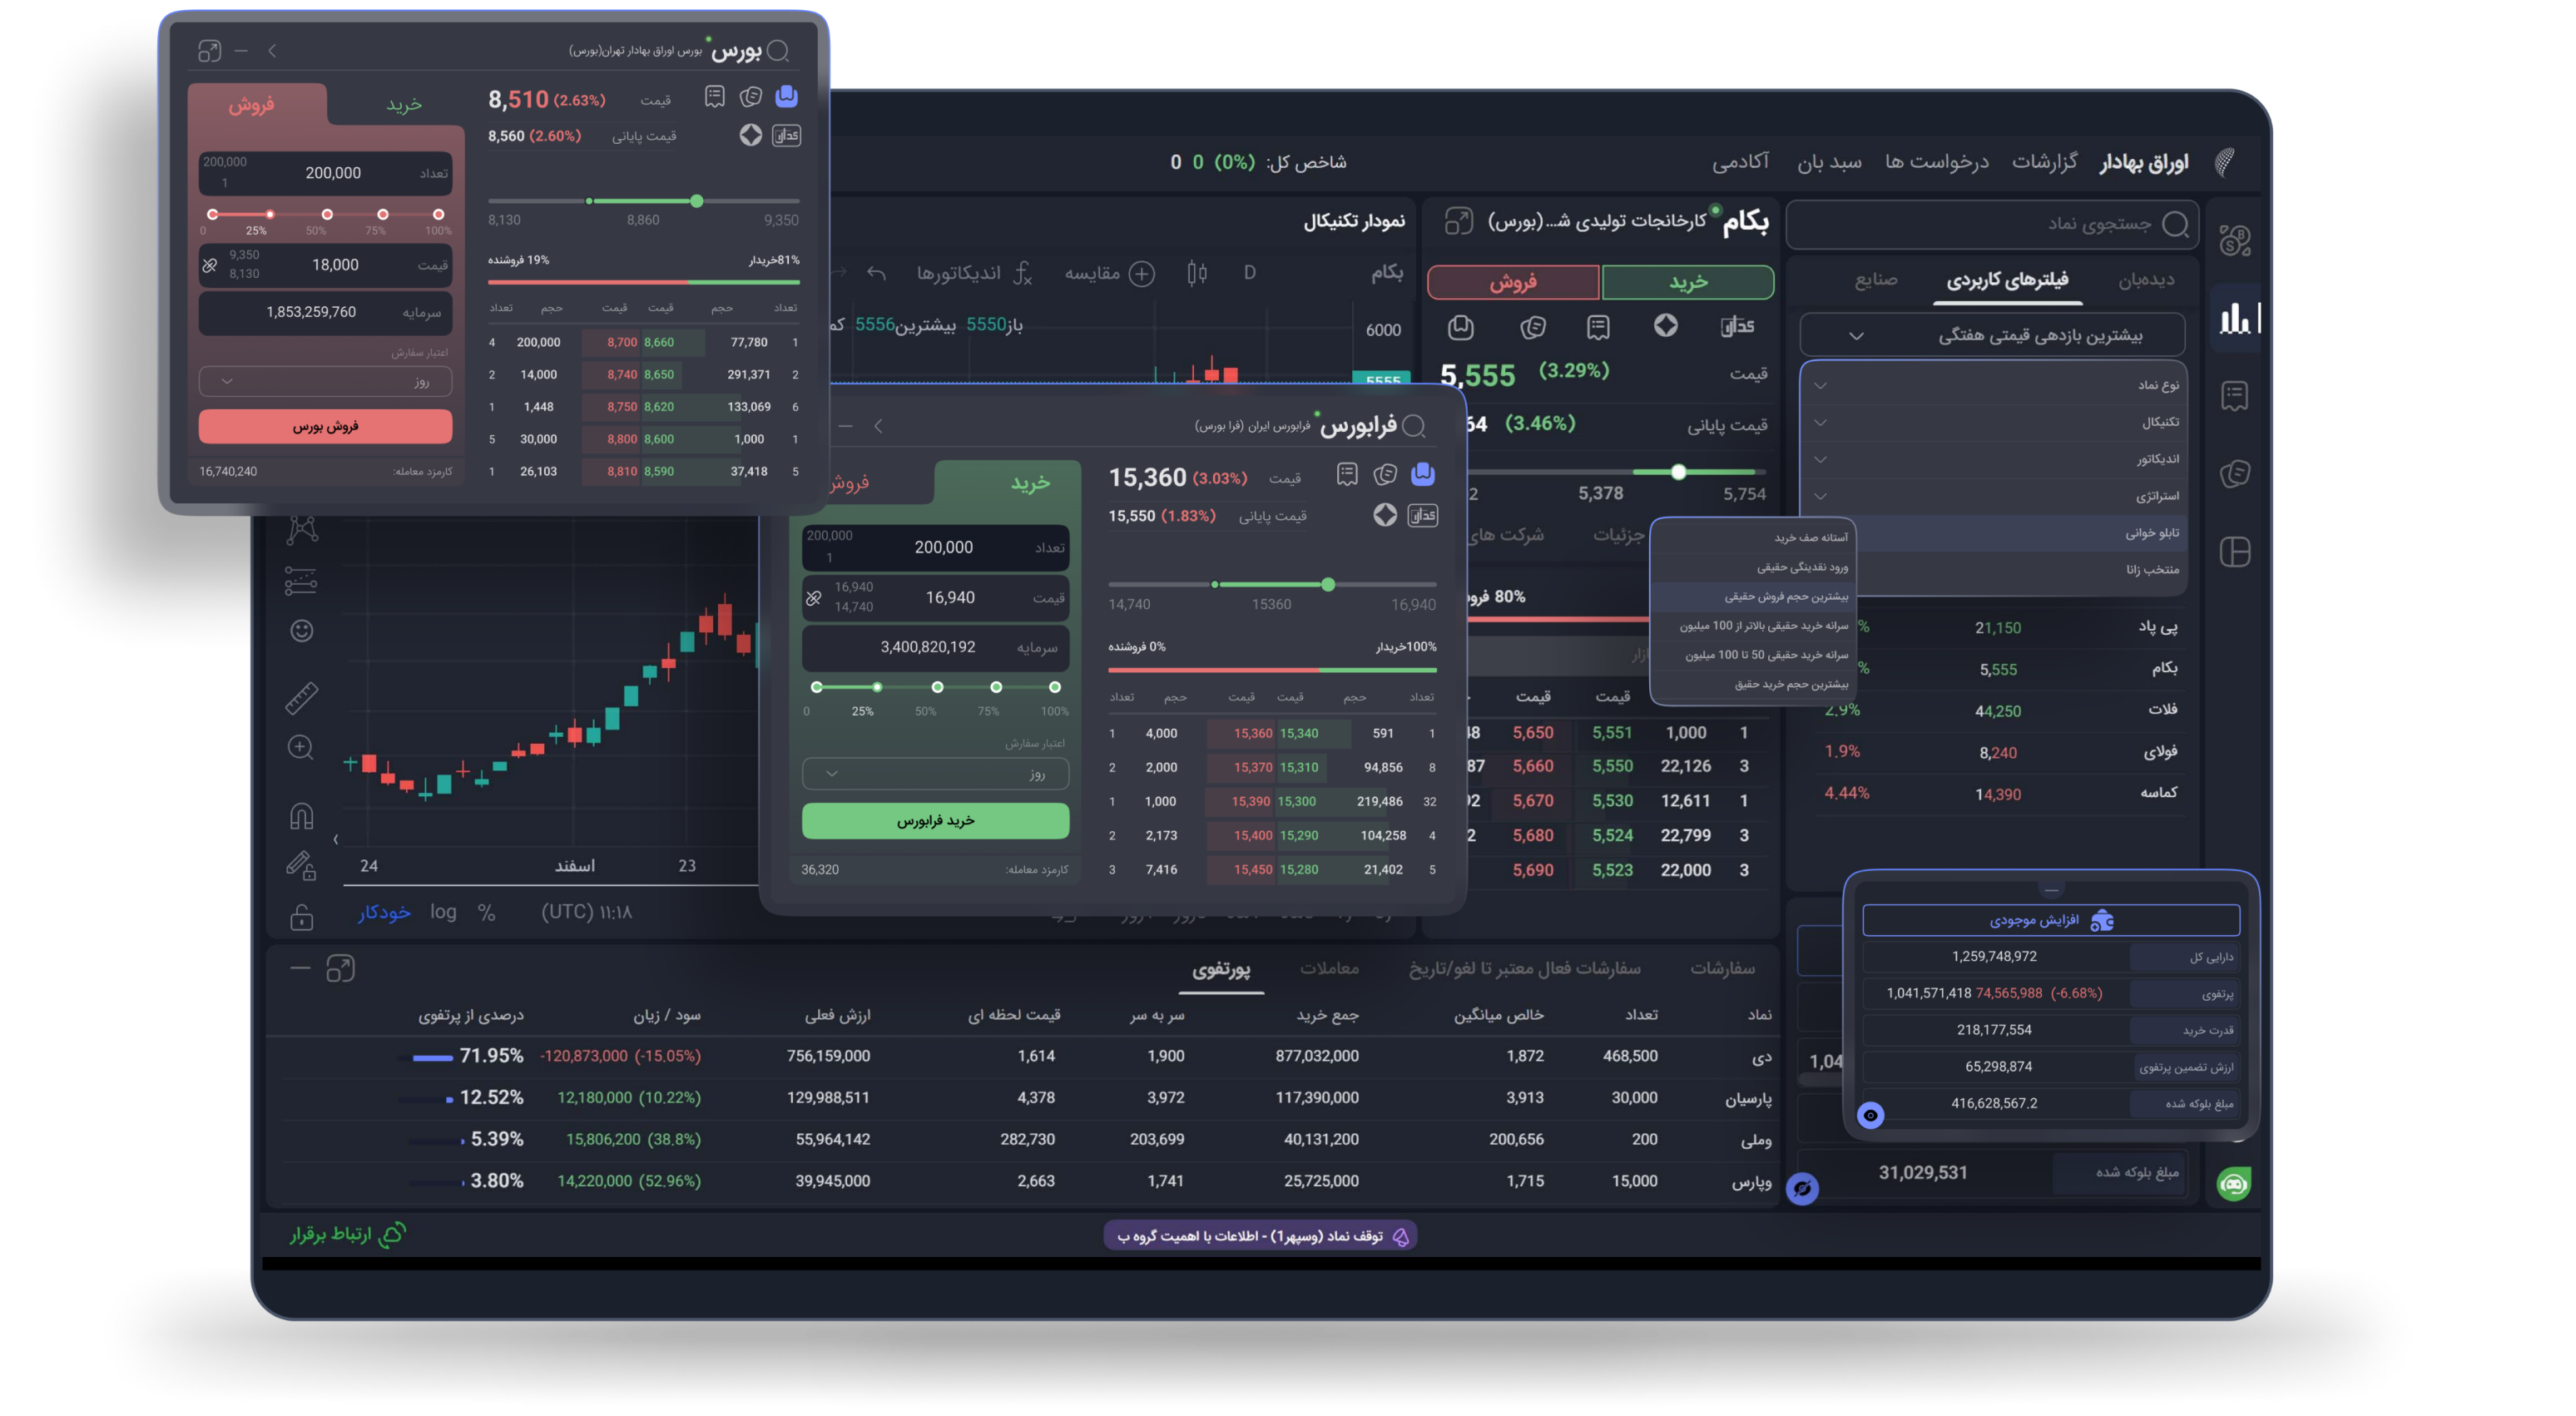 بورس بورس اوراق بهادار تهران(بورس)
خرید فروش
قیمت 8,510 (2.63%)
قیمت پایانی 8,560 (2.60%)
کدال
تعداد 200,000 200,000 1
0 25% 50% 75% 100%
قیمت 18,000 9,350 8,130
سرمایه 1,853,259,760
اعتبار سفارش
روز
فروش بورس
کارمزد معامله: 16,740,240
8,130 8,860 9,350
81%خریدار 19% فروشنده
تعداد حجم قیمت قیمت حجم تعداد
4 200,000 8,700 8,660 77,780 1
2 14,000 8,740 8,650 291,371 2
1 1,448 8,750 8,620 133,069 6
5 30,000 8,800 8,600 1,000 1
1 26,103 8,810 8,590 37,418 5
اوراق بهادار گزارشات درخواست ها سبد بان آکادمی
شاخص کل: 0 0 (0%)
جستجوی نماد
دیده‌بان فیلترهای کاربردی صنایع
بیشترین بازدهی قیمتی هفتگی
نوع نماد
تکنیکال
اندیکاتور
استراتژی
تابلو خوانی
منتخب زانا
آستانه صف خرید
ورود نقدینگی حقیقی
بیشترین حجم فروش حقیقی
سرانه خرید حقیقی بالاتر از 100 میلیون
سرانه خرید حقیقی 50 تا 100 میلیون
بیشترین حجم خرید حقیق
پی پاد 21,150 %
بکام 5,555 %
فلات 44,250 2.9%
فولای 8,240 1.9%
کماسه 14,390 4.44%
بکام کارخانجات تولیدی شـ...(بورس)
خرید فروش
کدال
قیمت 5,555 (3.29%)
قیمت پایانی 64 (3.46%)
2 5,378 5,754
جزئیات شرکت های
80% فرو
قیمت قیمت
48 5,650 5,551 1,000 1
87 5,660 5,550 22,126 3
92 5,670 5,530 12,611 1
2 5,680 5,524 22,799 3
5,690 5,523 22,000 3
نمودار تکنیکال
بکام D مقایسه اندیکاتورها
باز5550 بیشترین5556 کم
6000
5555
24 اسفند 23
خودکار log % (UTC) ۱۱:۱۸
فرابورس فرابورس ایران (فرا بورس)
خرید فروش
قیمت 15,360 (3.03%)
قیمت پایانی 15,550 (1.83%)
کدال
تعداد 200,000 200,000 1
قیمت 16,940 16,940 14,740
سرمایه 3,400,820,192
0 25% 50% 75% 100%
اعتبار سفارش
روز
خرید فرابورس
کارمزد معامله: 36,320
14,740 15360 16,940
100%خریدار 0% فروشنده
تعداد حجم قیمت قیمت حجم تعداد
1 4,000 15,360 15,340 591 1
2 2,000 15,370 15,310 94,856 8
1 1,000 15,390 15,300 219,486 32
2 2,173 15,400 15,290 104,258 4
3 7,416 15,450 15,280 21,402 5
افزایش موجودی
دارایی کل 1,259,748,972
پرتفوی 1,041,571,418 74,565,988 (-6.68%)
قدرت خرید 218,177,554
ارزش تضمین پرتفوی 65,298,874
مبلغ بلوکه شده 416,628,567.2
1,04
مبلغ بلوکه شده 31,029,531
سفارشات سفارشات فعال معتبر تا لغو/تاریخ معاملات پورتفوی
نماد تعداد خالص میانگین جمع خرید سر به سر قیمت لحظه ای ارزش فعلی سود / زیان درصدی از پرتفوی
دی 468,500 1,872 877,032,000 1,900 1,614 756,159,000 -120,873,000 (-15.05%) 71.95%
پارسیان 30,000 3,913 117,390,000 3,972 4,378 129,988,511 12,180,000 (10.22%) 12.52%
وملی 200 200,656 40,131,200 203,699 282,730 55,964,142 15,806,200 (38.8%) 5.39%
وپارس 15,000 1,715 25,725,000 1,741 2,663 39,945,000 14,220,000 (52.96%) 3.80%
توقف نماد (وسپهر1) - اطلاعات با اهمیت گروه ب
ارتباط برقرار